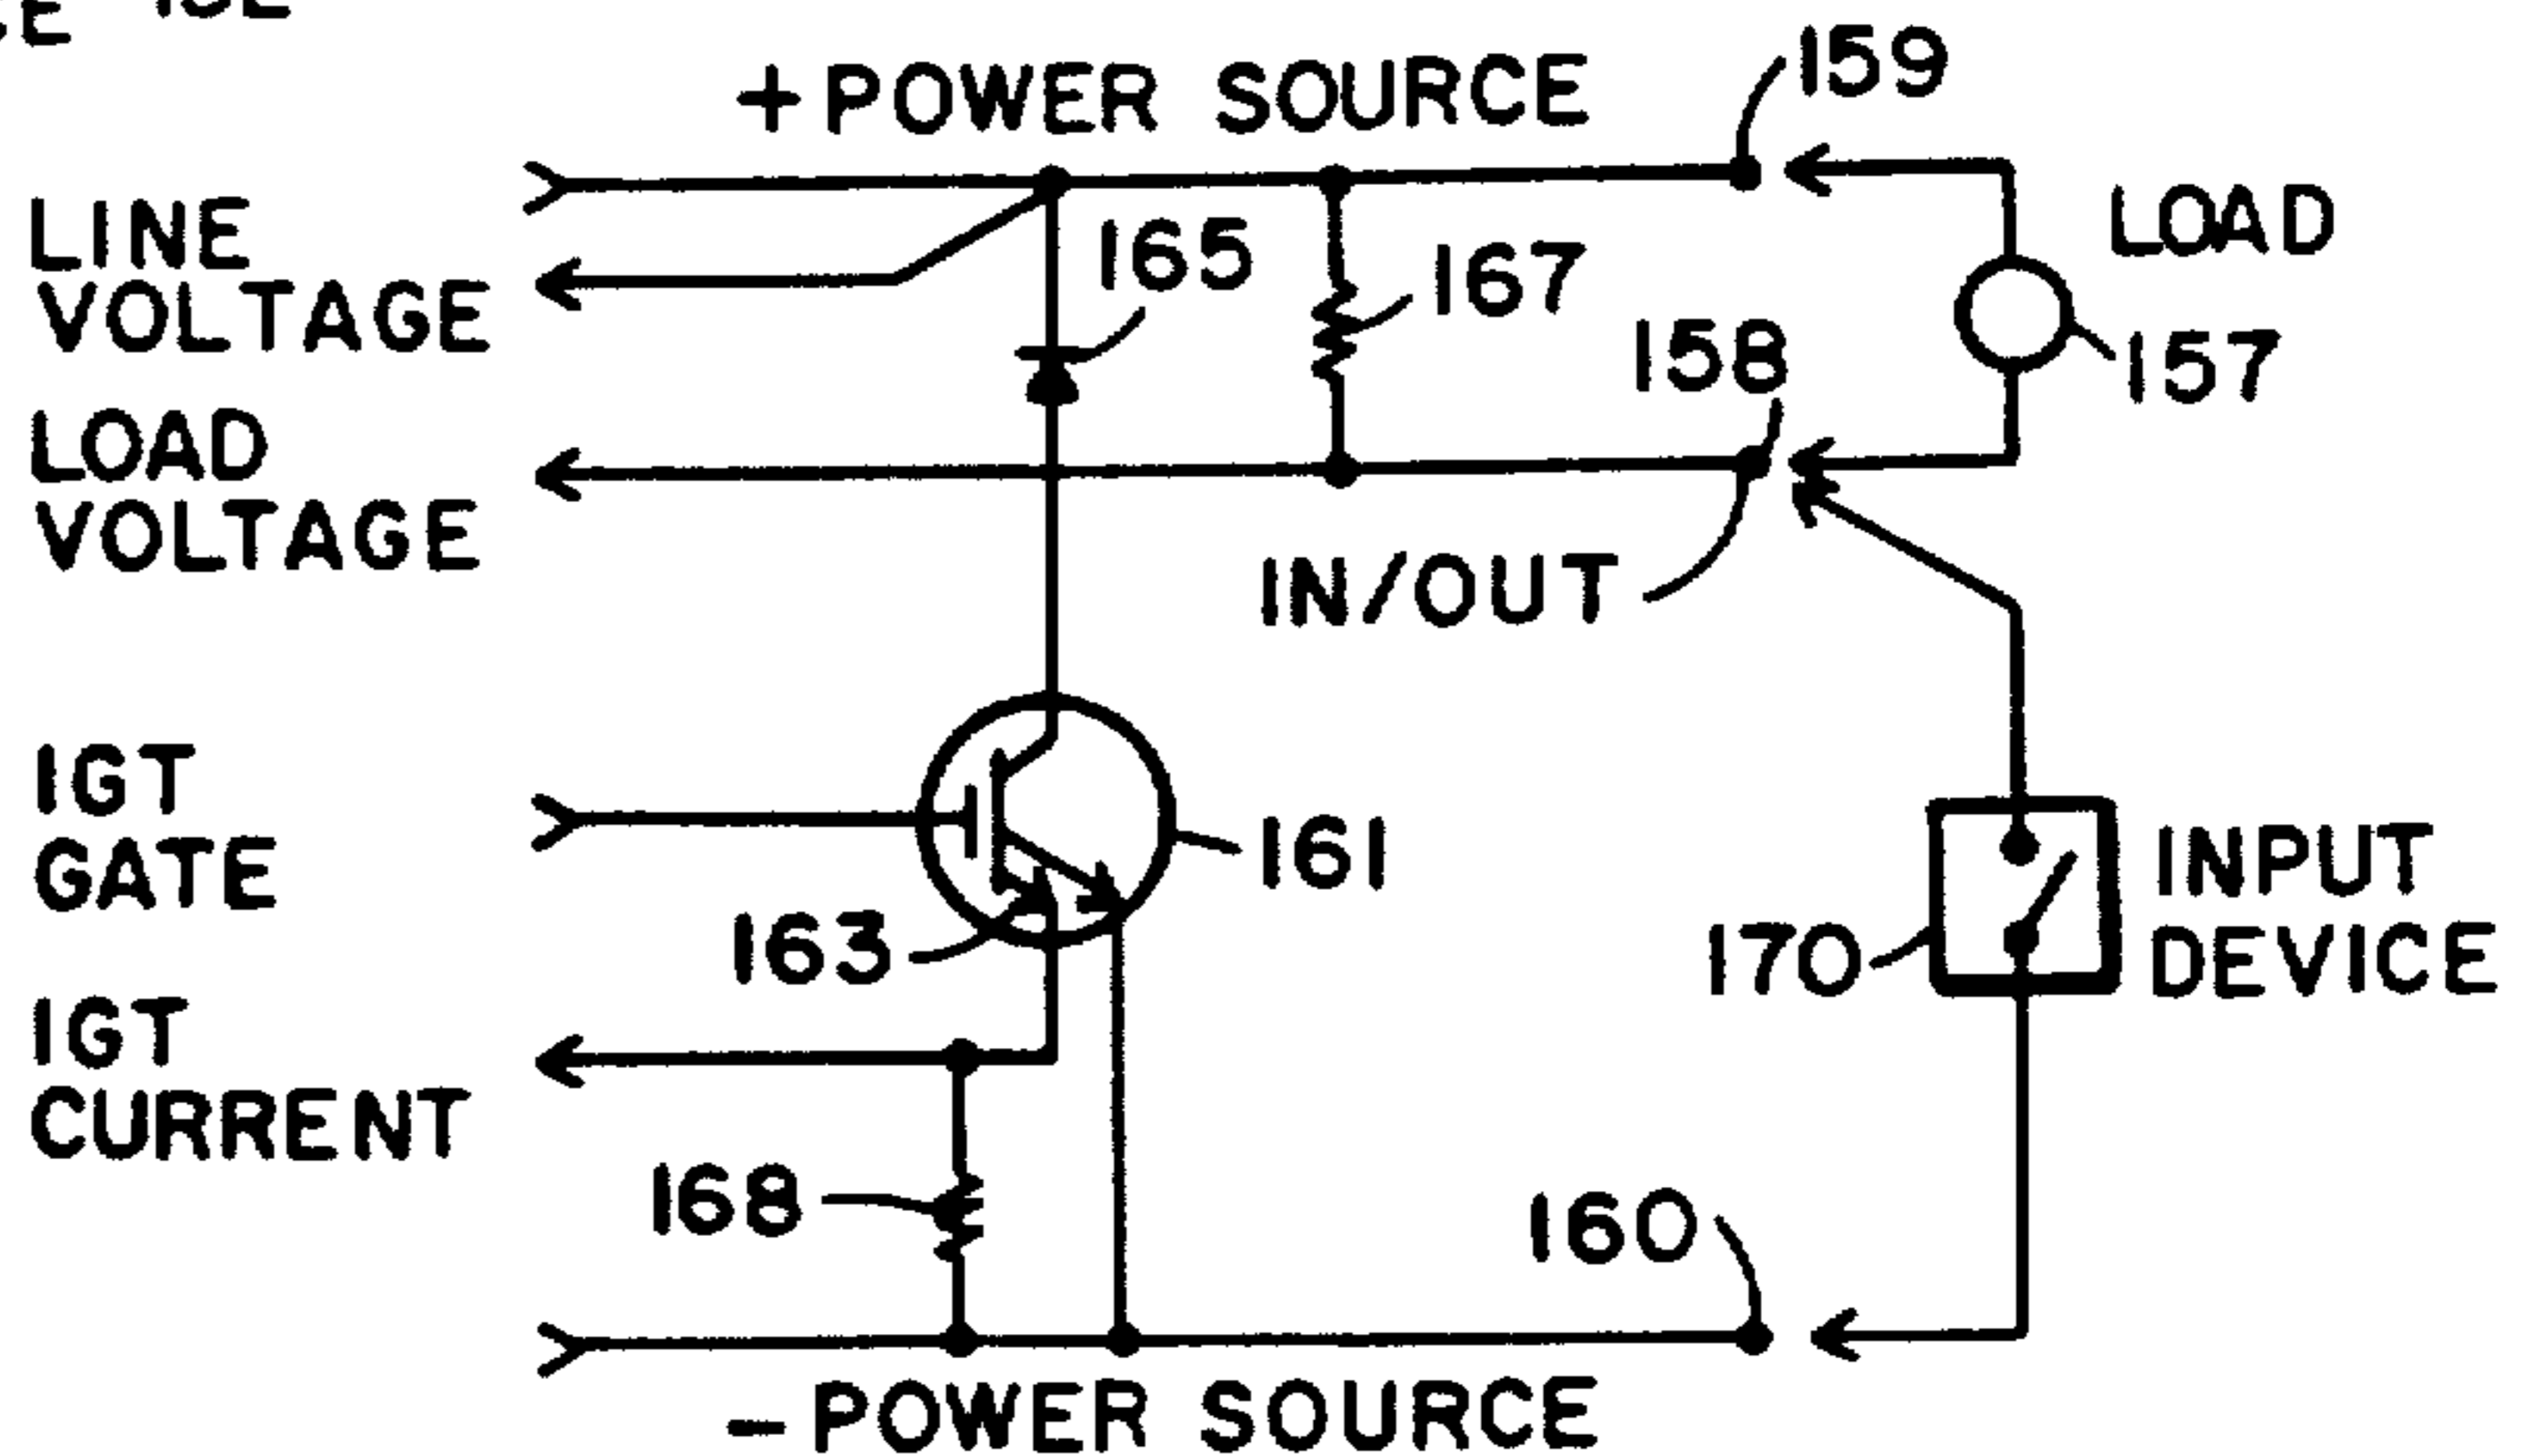 159
+ POWER SOURCE
LINE
VOLTAGE
165
167
LOAD
158
157
LOAD
VOLTAGE
IN/OUT
IGT
GATE
161
163
INPUT
DEVICE
170
IGT
CURRENT
168
160
- POWER SOURCE